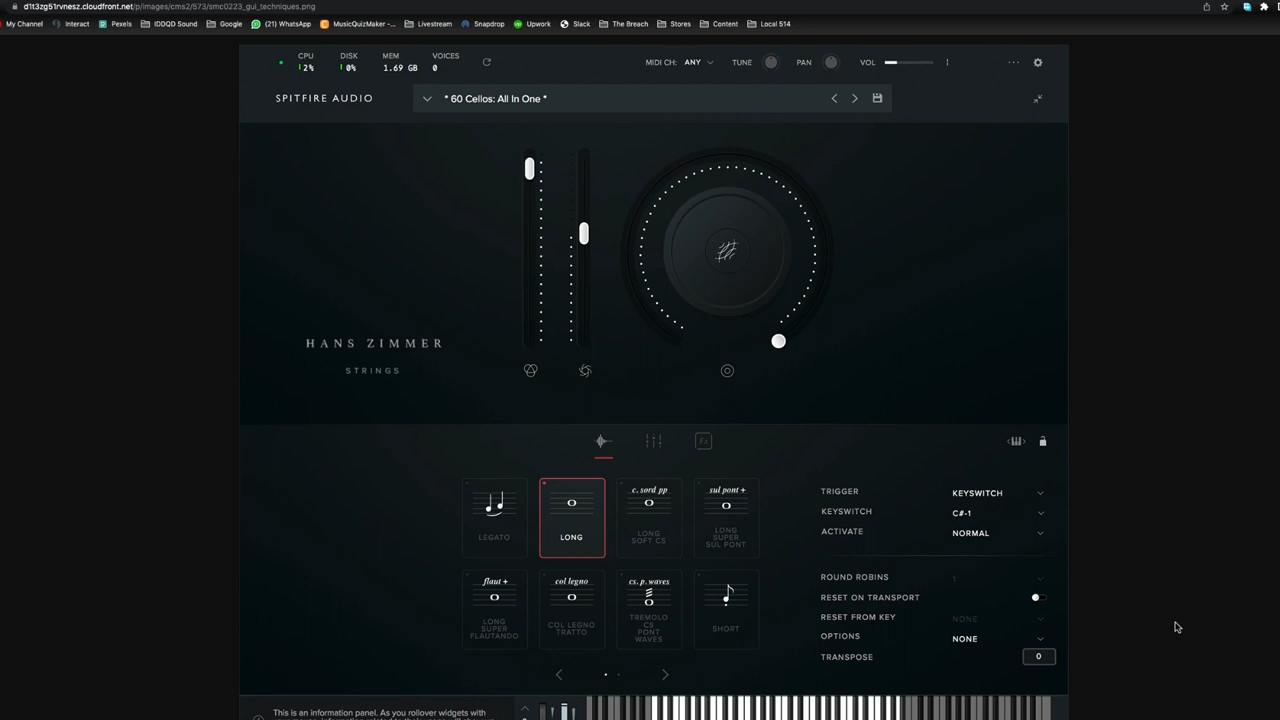 d1t3zg51rvnesz.cloudfront.net/p/images/cms2/573/smc0223_gui_techniques.png
My Channel Interact Pexels IDDQD Sound Google (21) WhatsApp MusicQuizMaker -... Livestream Snapdrop Upwork Slack The Breach Stores Content Local 514
CPU DISK MEM VOICES
2% 0% 1.69 GB 0
MIDI CH: ANY TUNE PAN VOL
SPITFIRE AUDIO
* 60 Cellos: All In One *
HANS ZIMMER
STRINGS
Fx
LEGATO
LONG
c. sord pp
LONG
SOFT CS
sul pont +
LONG
SUPER
SUL PONT
flaut +
LONG
SUPER
FLAUTANDO
col legno
COL LEGNO
TRATTO
cs. p. waves
TREMOLO
CS
PONT
WAVES
SHORT
TRIGGER KEYSWITCH
KEYSWITCH C#-1
ACTIVATE NORMAL
ROUND ROBINS 1
RESET ON TRANSPORT
RESET FROM KEY NONE
OPTIONS NONE
TRANSPOSE 0
This is an information panel. As you rollover widgets with